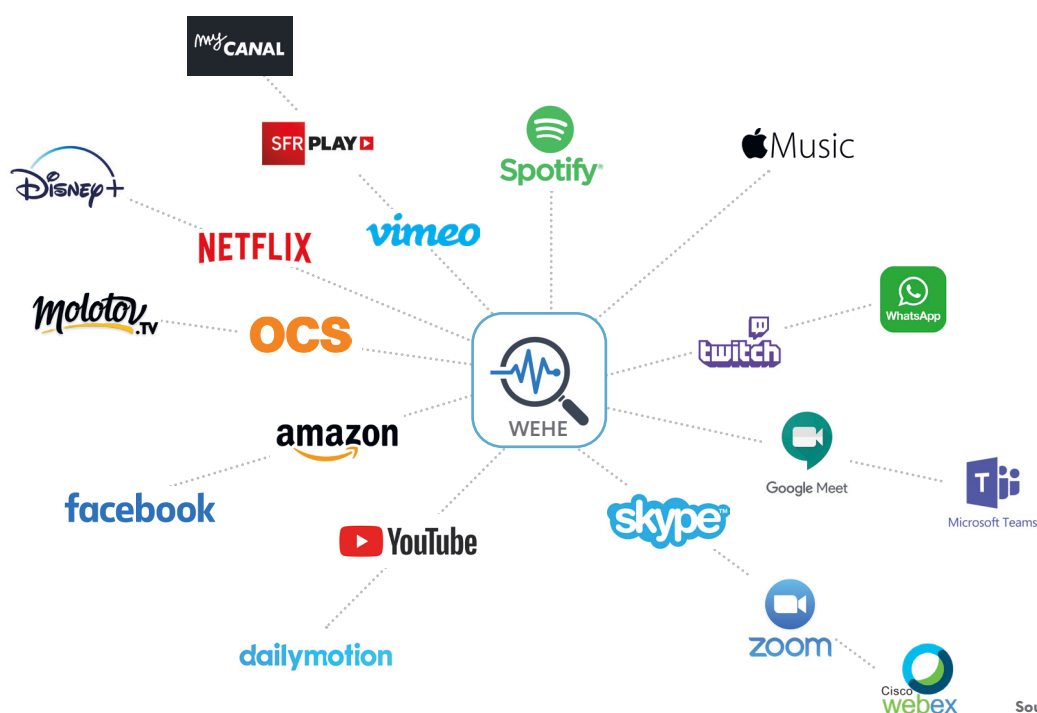 my CANAL
SFR PLAY
Spotify®
Music
Disney+
vimeo
NETFLIX
molotov.TV
OCS
WhatsApp
twitch
WEHE
amazon
Google Meet
facebook
skype™
Microsoft Teams
YouTube
T
zoom
dailymotion
Cisco
webex